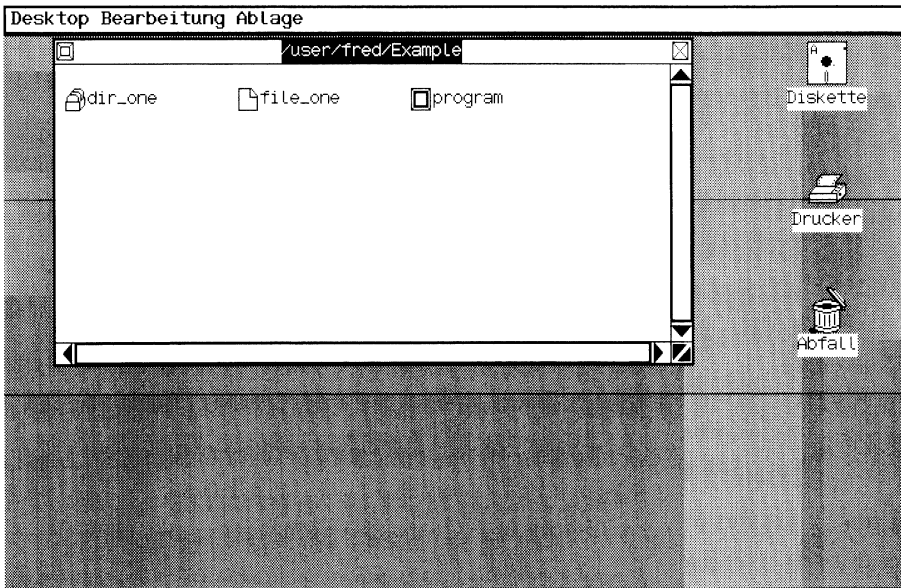 Desktop Bearbeitung Ablage
/user/fred/Example
dir_one file_one program
A
Diskette
Drucker
Abfall